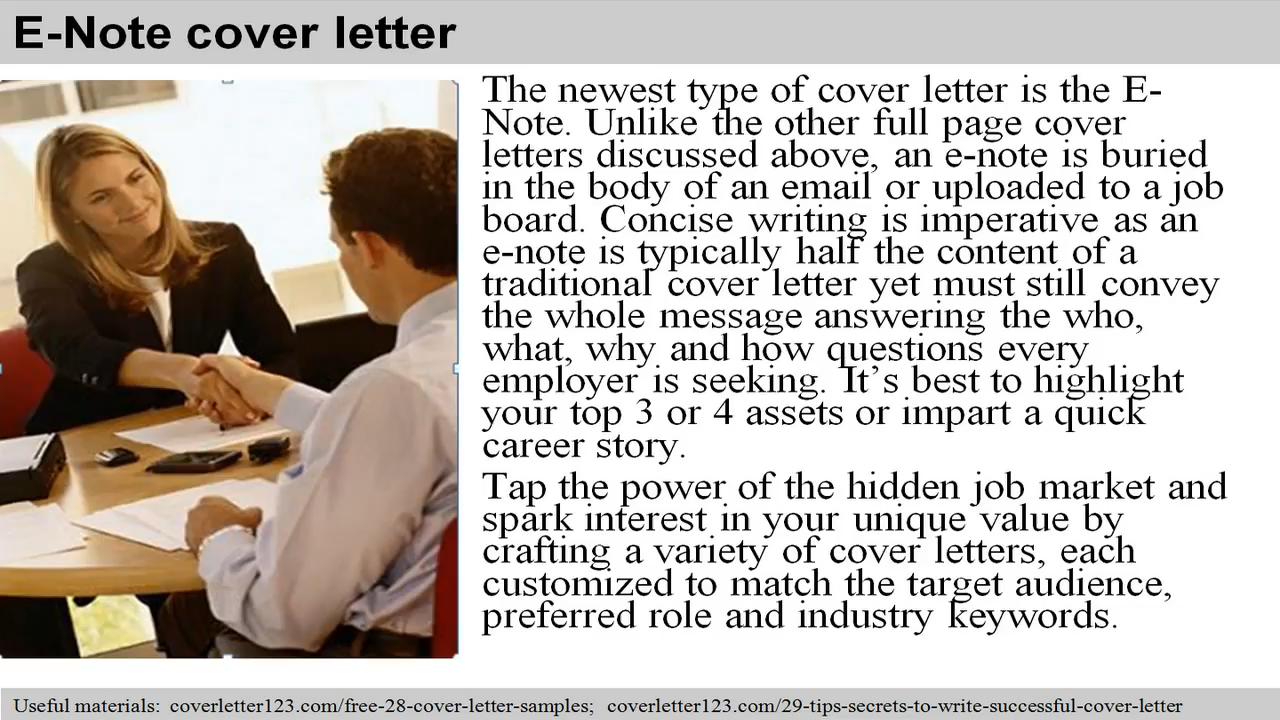 E-Note cover letter
The newest type of cover letter is the E-
Note. Unlike the other full page cover
letters discussed above, an e-note is buried
in the body of an email or uploaded to a job
board. Concise writing is imperative as an
e-note is typically half the content of a
traditional cover letter yet must still convey
the whole message answering the who,
what, why and how questions every
employer is seeking. It’s best to highlight
your top 3 or 4 assets or impart a quick
career story.
Tap the power of the hidden job market and
spark interest in your unique value by
crafting a variety of cover letters, each
customized to match the target audience,
preferred role and industry keywords.
Useful materials: coverletter123.com/free-28-cover-letter-samples; coverletter123.com/29-tips-secrets-to-write-successful-cover-letter